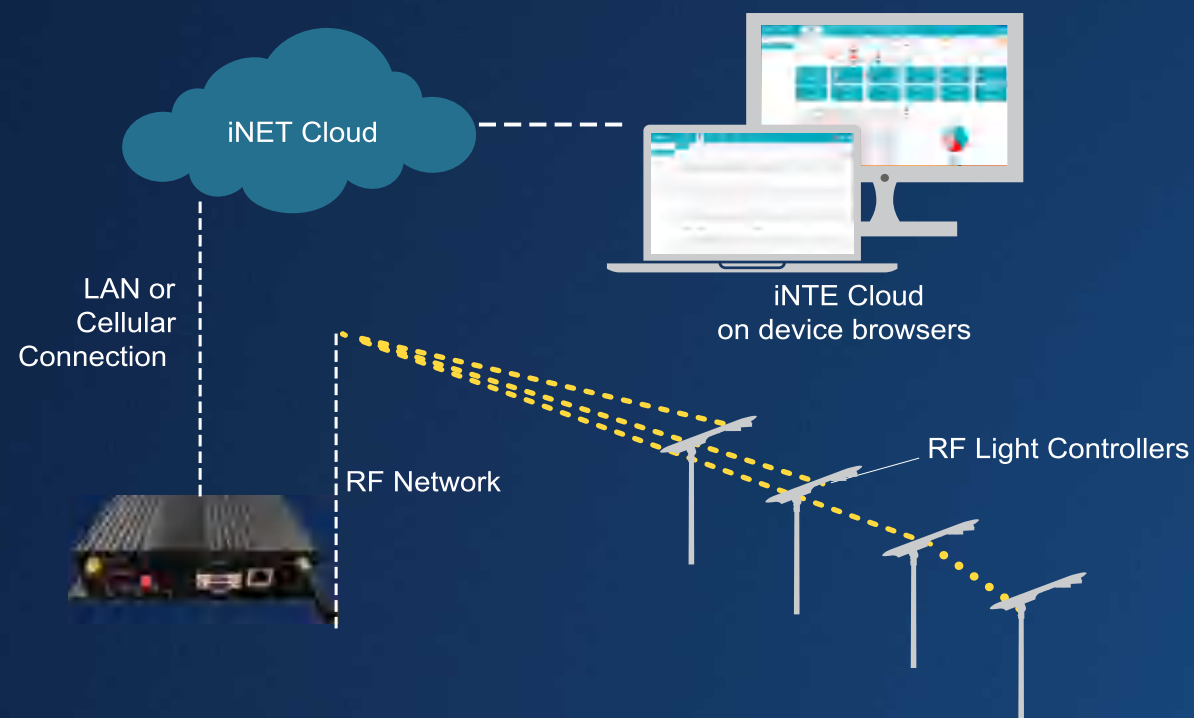 iNET Cloud
LAN or
Cellular
Connection
iNTE Cloud
on device browsers
RF Network
RF Light Controllers